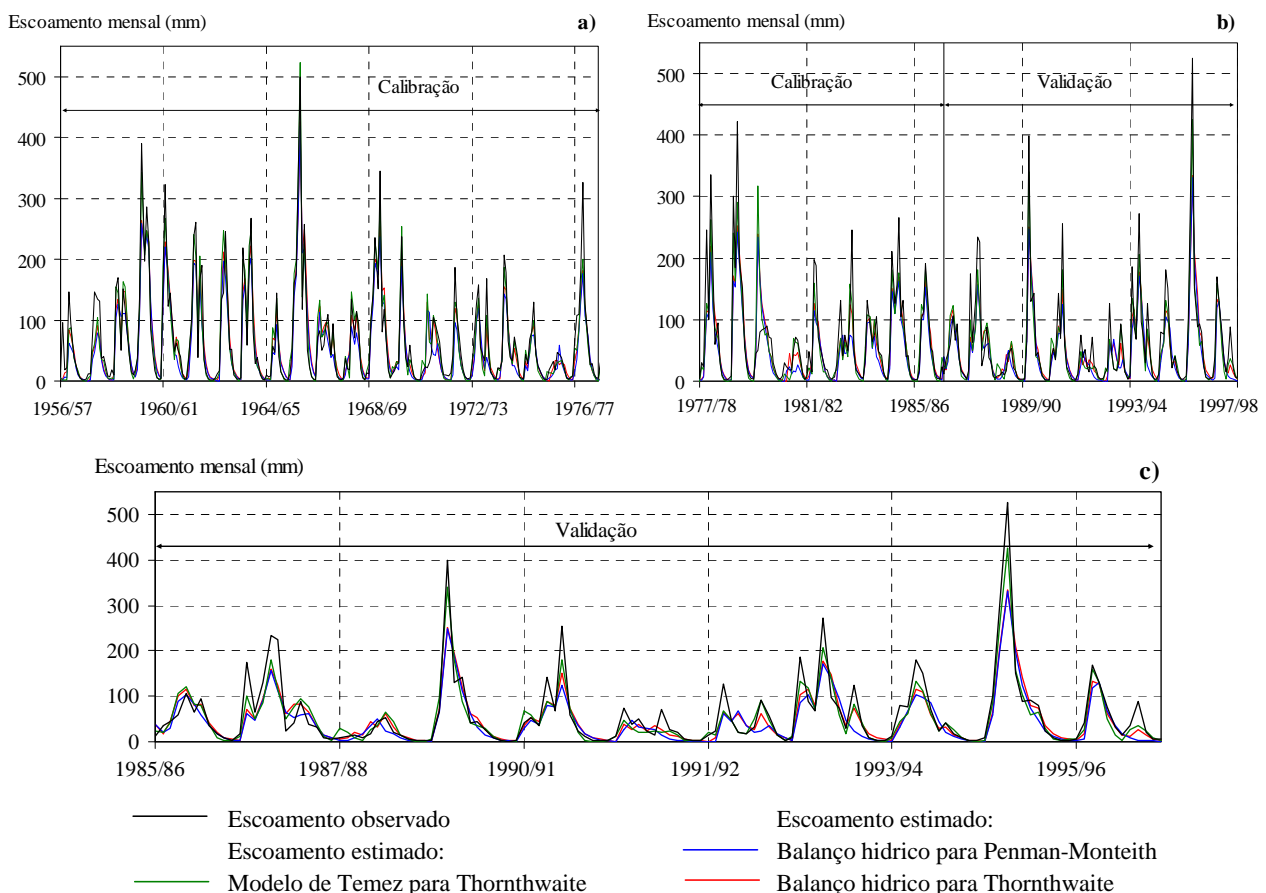 Escoamento mensal (mm)
a)
500
400
300
200
100
0
Calibração
1956/57 1960/61 1964/65 1968/69 1972/73 1976/77
Escoamento mensal (mm)
b)
500
400
300
200
100
0
Calibração
Validação
1977/78 1981/82 1985/86 1989/90 1993/94 1997/98
Escoamento mensal (mm)
c)
500
400
300
200
100
0
Validação
1985/86 1987/88 1990/91 1991/92 1993/94 1995/96
Escoamento observado
Escoamento estimado:
Modelo de Temez para Thornthwaite
Escoamento estimado:
Balanço hidrico para Penman-Monteith
Balanço hidrico para Thornthwaite